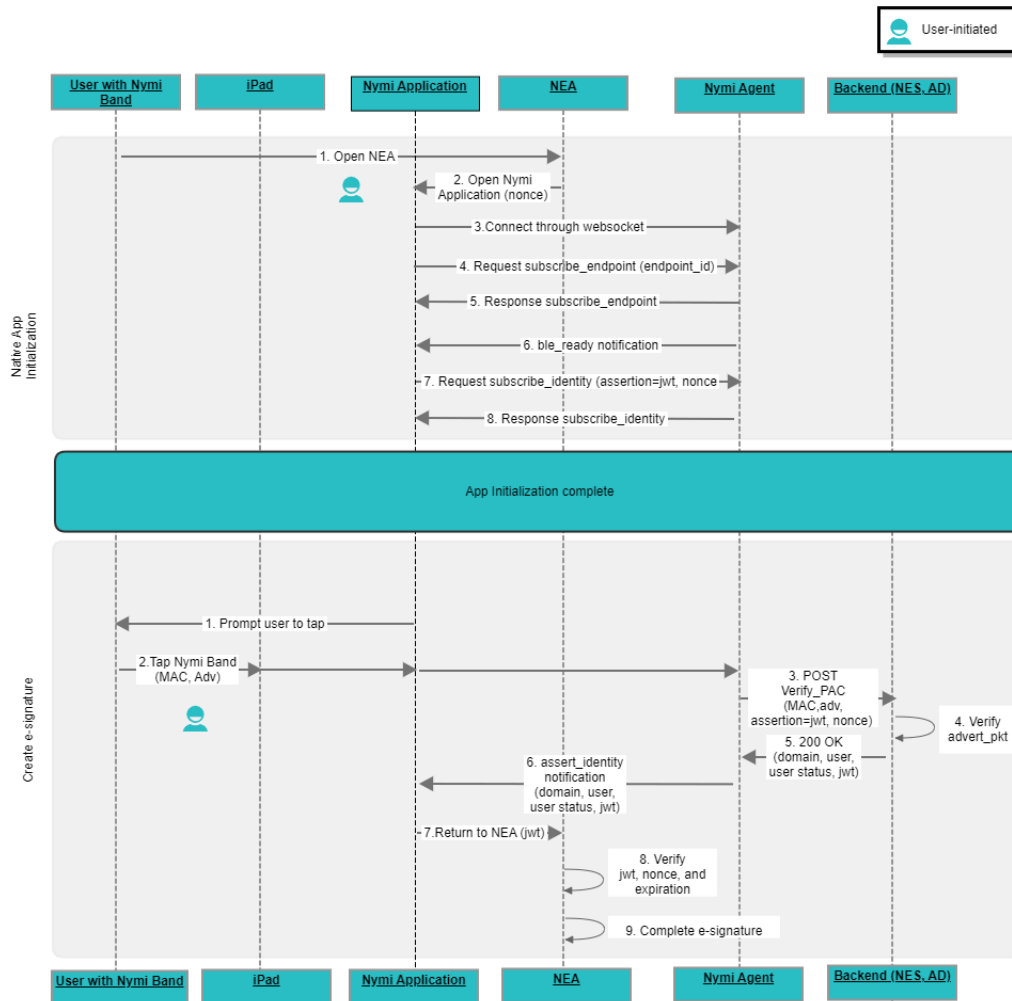 User-initiated
User with Nymi
Band
iPad
Nymi Application
NEA
Nymi Agent
Backend (NES, AD)
Native App
Initialization
1. Open NEA
2. Open Nymi
Application (nonce)
3.Connect through websocket
4. Request subscribe_endpoint (endpoint_id)
5. Response subscribe_endpoint
6. ble_ready notification
7. Request subscribe_identity (assertion=jwt, nonce
8. Response subscribe_identity
App Initialization complete
Create e-signature
1. Prompt user to tap
2.Tap Nymi Band
(MAC, Adv)
3. POST
Verify_PAC
(MAC,adv,
assertion=jwt, nonce)
4. Verify
advert_pkt
5. 200 OK
(domain, user,
user status, jwt)
6. assert_identity
notification
(domain, user,
user status, jwt)
7.Return to NEA (jwt)
8. Verify
jwt, nonce, and
expiration
9. Complete e-signature
User with Nymi Band
iPad
Nymi Application
NEA
Nymi Agent
Backend (NES, AD)